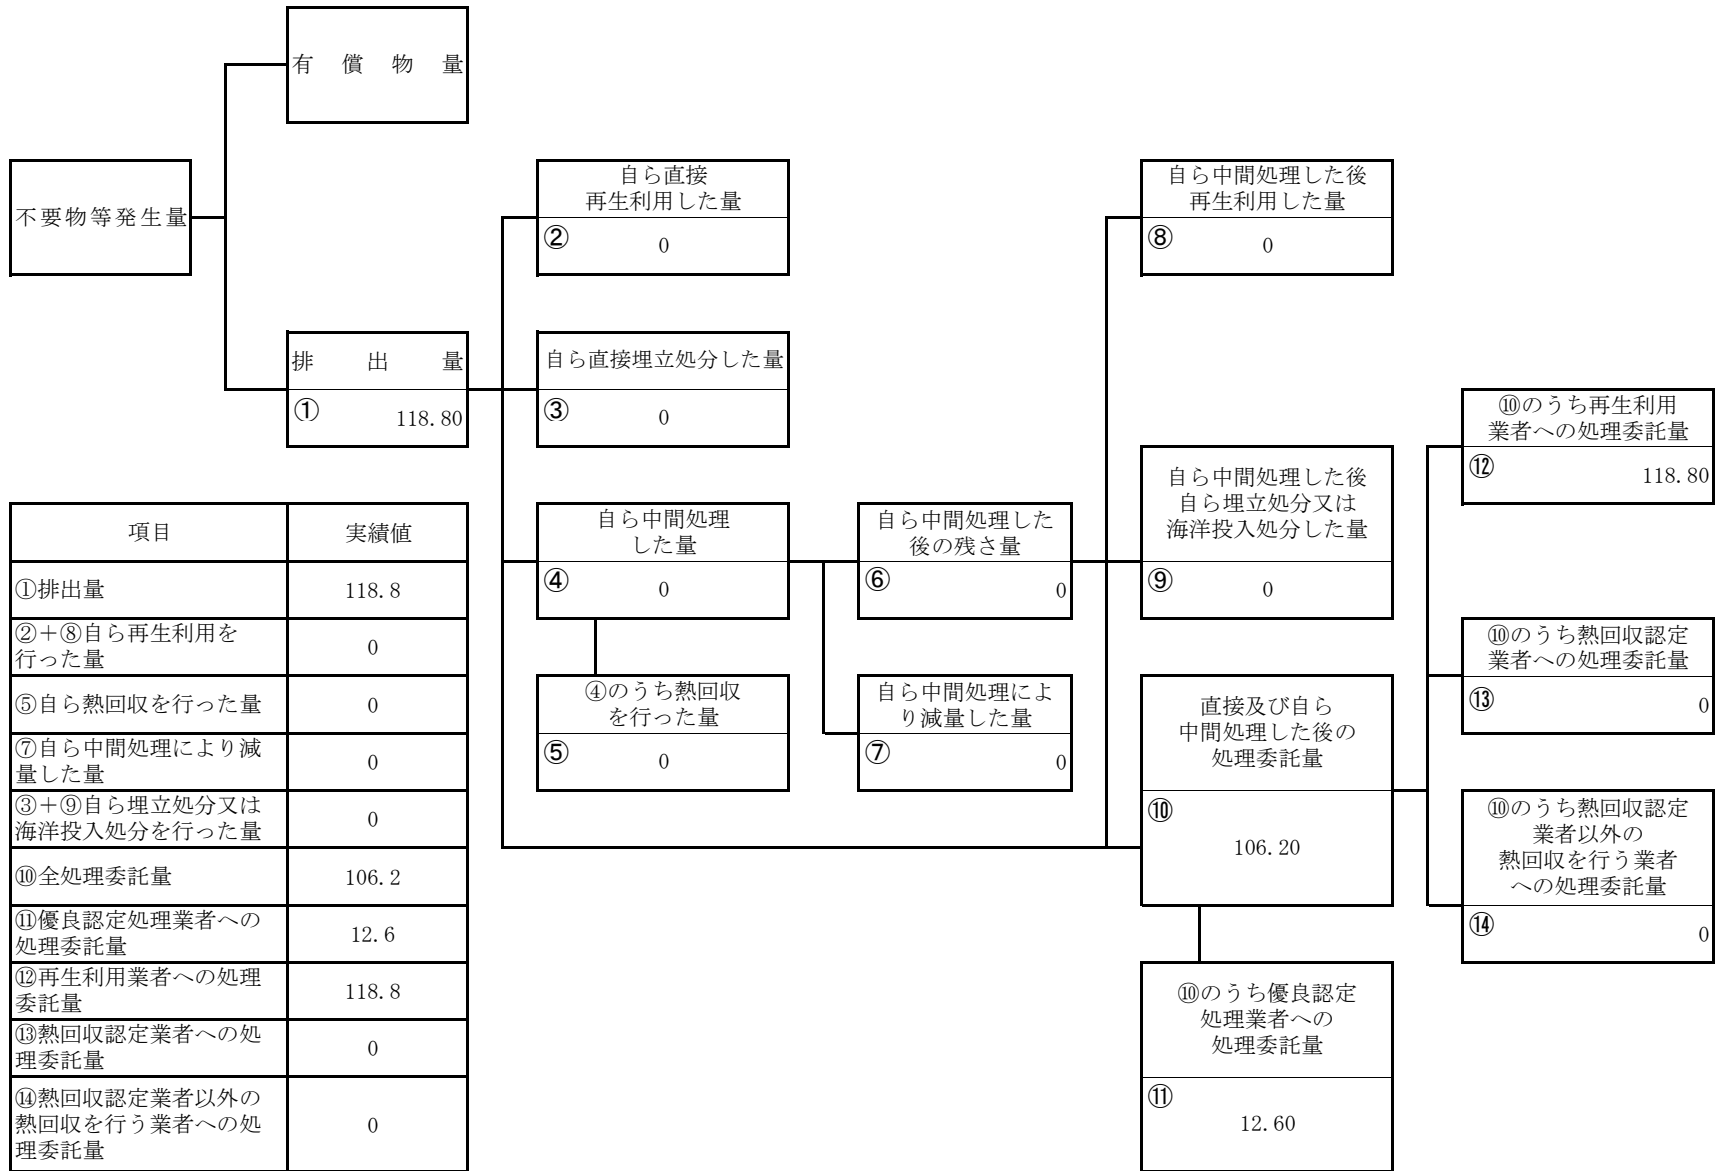 有償物量
不要物等発生量
排出量
① 118.80
自ら直接
再生利用した量
② 0
自ら直接埋立処分した量
③ 0
自ら中間処理
した量
④ 0
④のうち熱回収
を行った量
⑤ 0
自ら中間処理した
後の残さ量
⑥ 0
自ら中間処理によ
り減量した量
⑦ 0
自ら中間処理した後
再生利用した量
⑧ 0
自ら中間処理した後
自ら埋立処分又は
海洋投入処分した量
⑨ 0
直接及び自ら
中間処理した後の
処理委託量
⑩
106.20
⑩のうち優良認定
処理業者への
処理委託量
⑪
12.60
⑩のうち再生利用
業者への処理委託量
⑫ 118.80
⑩のうち熱回収認定
業者への処理委託量
⑬ 0
⑩のうち熱回収認定
業者以外の
熱回収を行う業者
への処理委託量
⑭ 0
項目 実績値
①排出量 118.8
②+⑧自ら再生利用を
行った量 0
⑤自ら熱回収を行った量 0
⑦自ら中間処理により減
量した量 0
③+⑨自ら埋立処分又は
海洋投入処分を行った量 0
⑩全処理委託量 106.2
⑪優良認定処理業者への
処理委託量 12.6
⑫再生利用業者への処理
委託量 118.8
⑬熱回収認定業者への処
理委託量 0
⑭熱回収認定業者以外の
熱回収を行う業者への処
理委託量 0